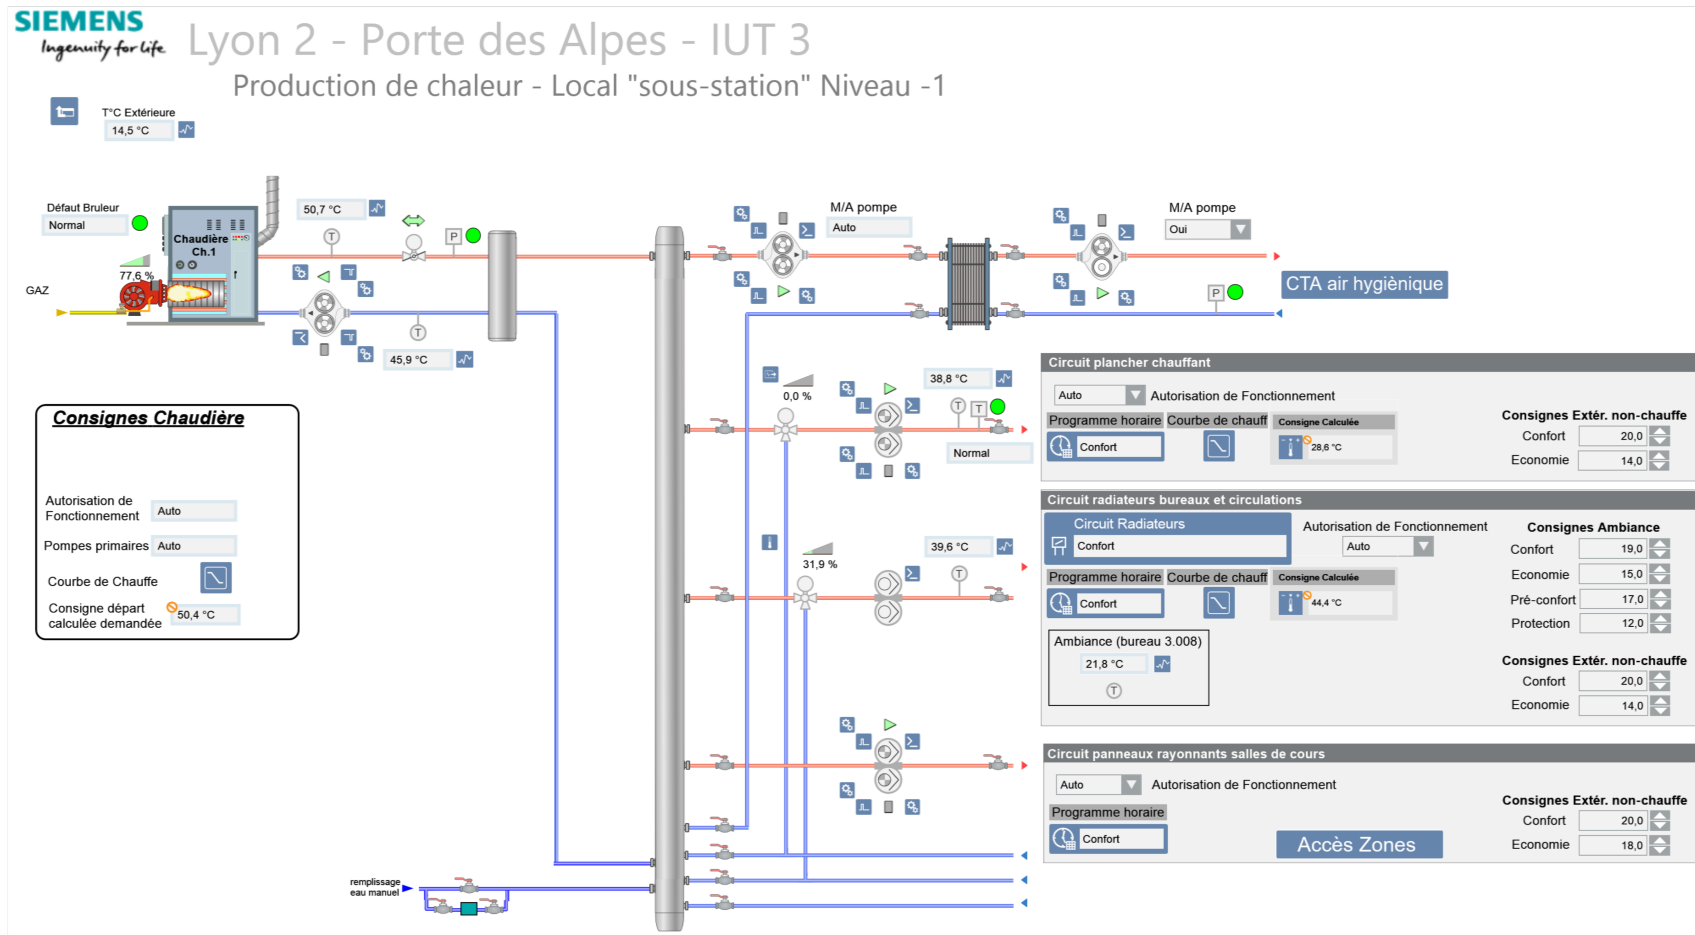 SIEMENS
Ingenuity for life
Lyon 2 - Porte des Alpes - IUT 3
Production de chaleur - Local "sous-station" Niveau -1
T°C Extérieure
14,5 °C
Défaut Bruleur
Normal
Chaudière
Ch.1
77,6 %
GAZ
50,7 °C
T
P
T
45,9 °C
M/A pompe
Auto
M/A pompe
Oui
CTA air hygiènique
P
Consignes Chaudière
Autorisation de
Fonctionnement
Auto
Pompes primaires
Auto
Courbe de Chauffe
Consigne départ
calculée demandée
50,4 °C
0,0 %
38,8 °C
T
T
Normal
31,9 %
39,6 °C
T
remplissage
eau manuel
Circuit plancher chauffant
Auto
Autorisation de Fonctionnement
Programme horaire
Courbe de chauff
Consigne Calculée
Confort
28,6 °C
Consignes Extér. non-chauffe
Confort
20,0
Economie
14,0
Circuit radiateurs bureaux et circulations
Circuit Radiateurs
Confort
Autorisation de Fonctionnement
Auto
Programme horaire
Courbe de chauff
Consigne Calculée
Confort
44,4 °C
Ambiance (bureau 3.008)
21,8 °C
T
Consignes Ambiance
Confort
19,0
Economie
15,0
Pré-confort
17,0
Protection
12,0
Consignes Extér. non-chauffe
Confort
20,0
Economie
14,0
Circuit panneaux rayonnants salles de cours
Auto
Autorisation de Fonctionnement
Programme horaire
Confort
Accès Zones
Consignes Extér. non-chauffe
Confort
20,0
Economie
18,0